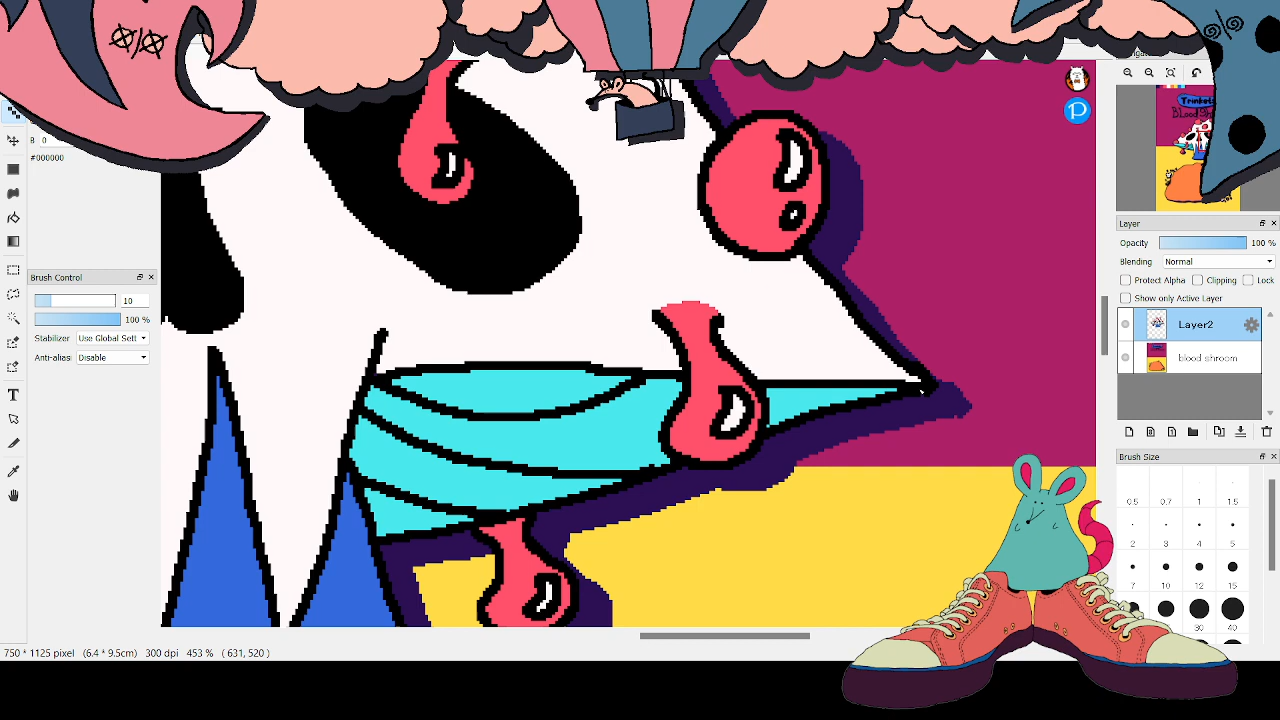 B 0
#000000
Trinkets
Blood Sh
Layer
Opacity 100 %
Blending Normal
Protect Alpha Clipping Lock
Show only Active Layer
Layer2
blood shroom
Brush Control
10
100 %
Stabilizer Use Global Sett
Anti-alias Disable
Brush Size
0.5 0.7 1 1.5
2 3 4 5
7 10 12 15
30 40
750 * 1125 pixel (6.4 * 9.5cm) 300 dpi 453 % ( 631, 520 )